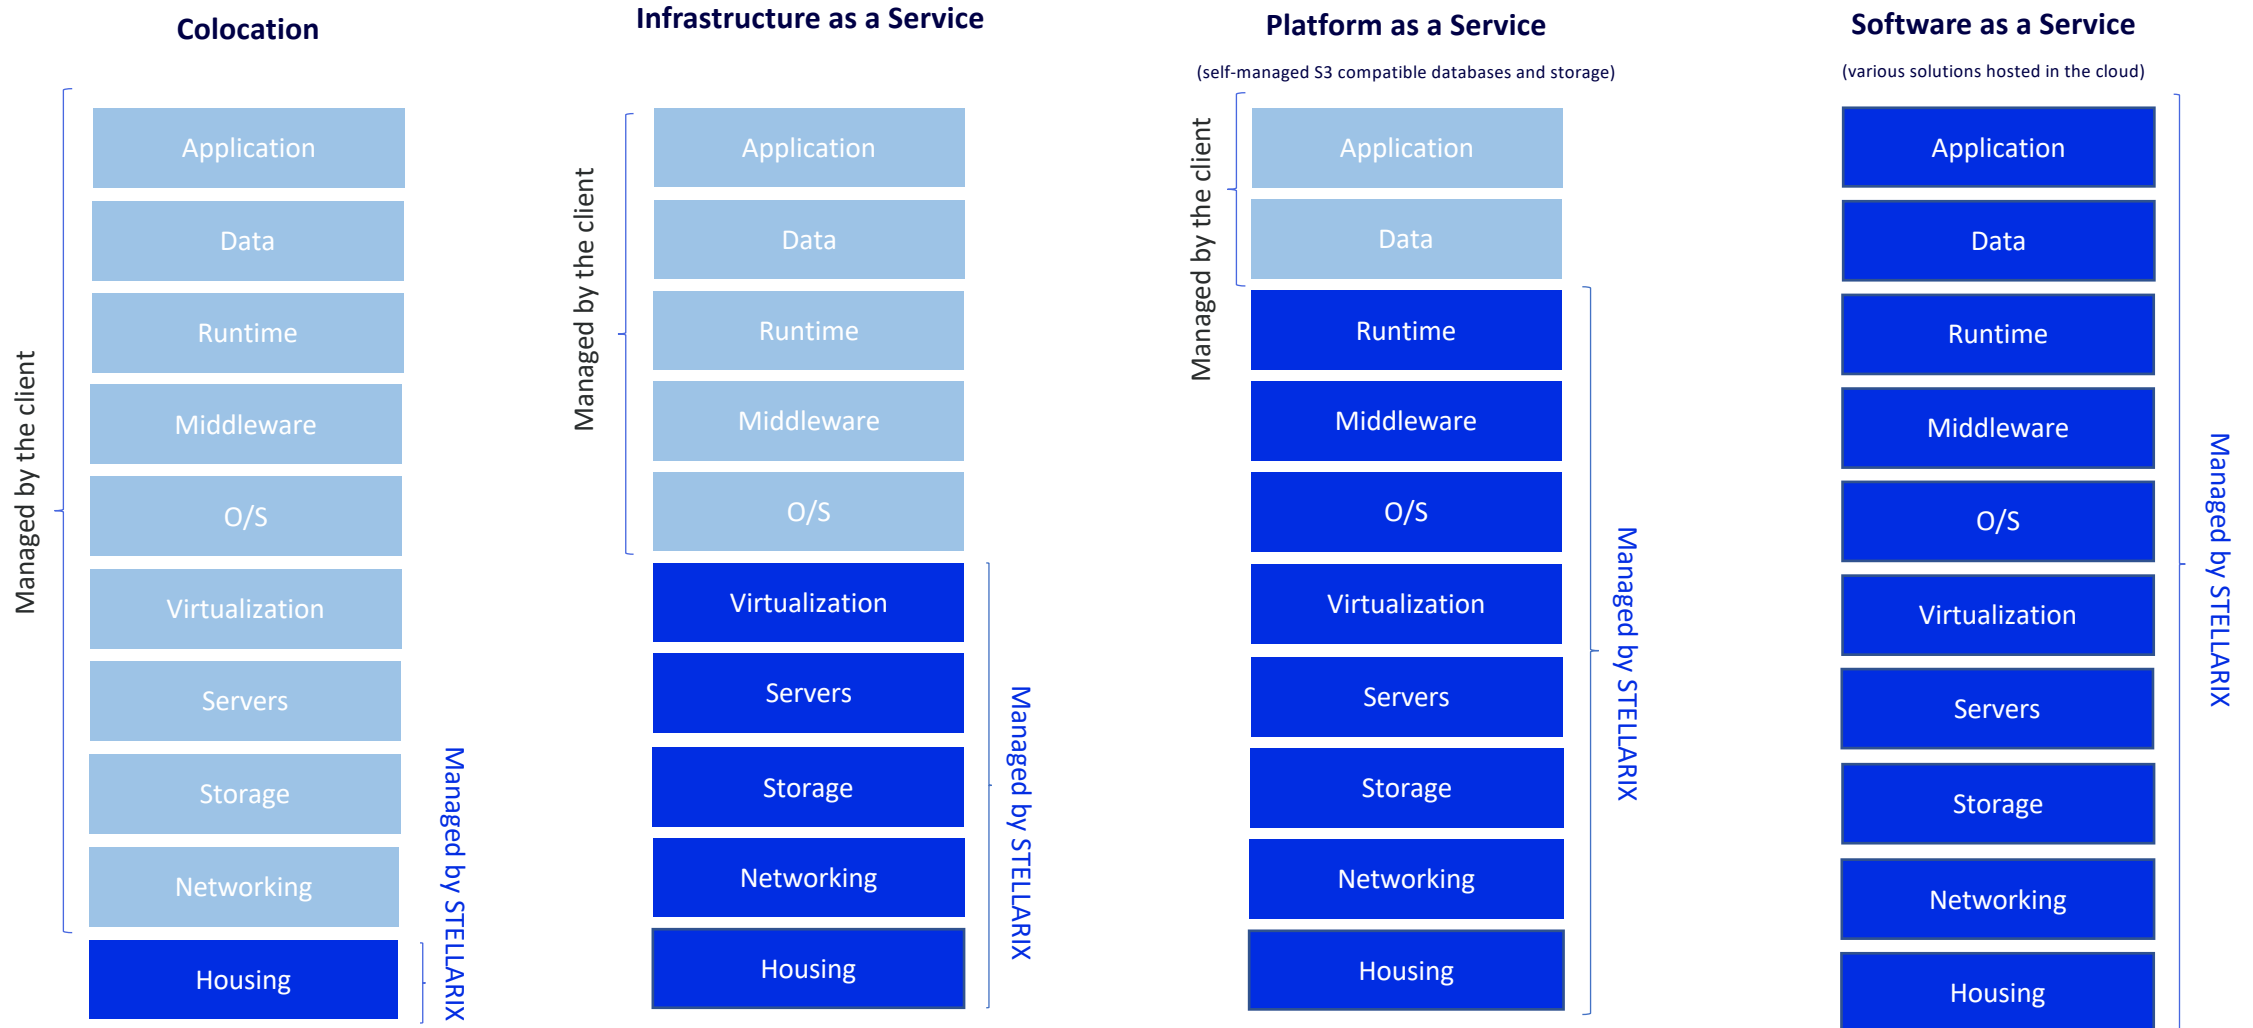 Colocation
Managed by the client
Application
Data
Runtime
Middleware
O/S
Virtualization
Servers
Storage
Networking
Housing
Managed by STELLARIX
Infrastructure as a Service
Managed by the client
Application
Data
Runtime
Middleware
O/S
Virtualization
Servers
Storage
Networking
Housing
Managed by STELLARIX
Platform as a Service
(self-managed S3 compatible databases and storage)
Managed by the client
Application
Data
Runtime
Middleware
O/S
Virtualization
Servers
Storage
Networking
Housing
Managed by STELLARIX
Software as a Service
(various solutions hosted in the cloud)
Application
Data
Runtime
Middleware
O/S
Virtualization
Servers
Storage
Networking
Housing
Managed by STELLARIX